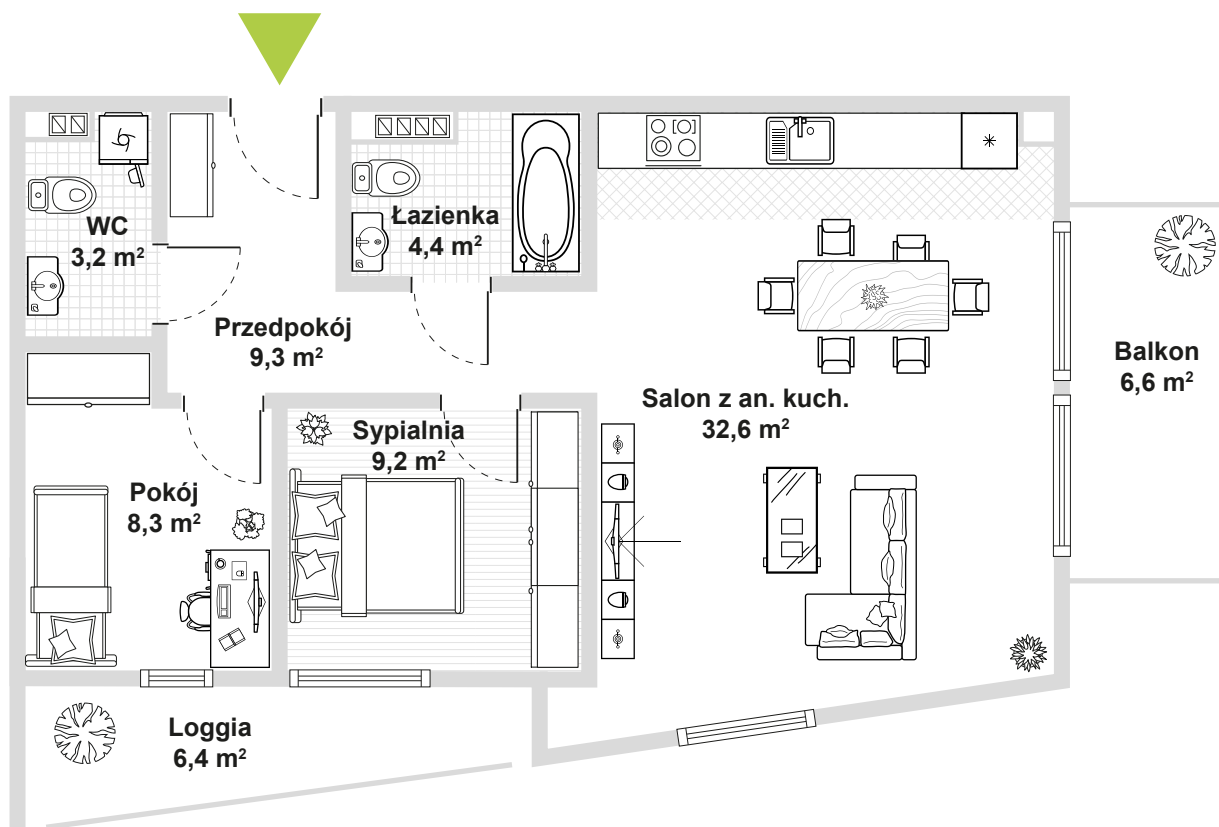 WC
3,2 m²
Łazienka
4,4 m²
Przedpokój
9,3 m²
Salon z an. kuch.
32,6 m²
Balkon
6,6 m²
Sypialnia
9,2 m²
Pokój
8,3 m²
Loggia
6,4 m²